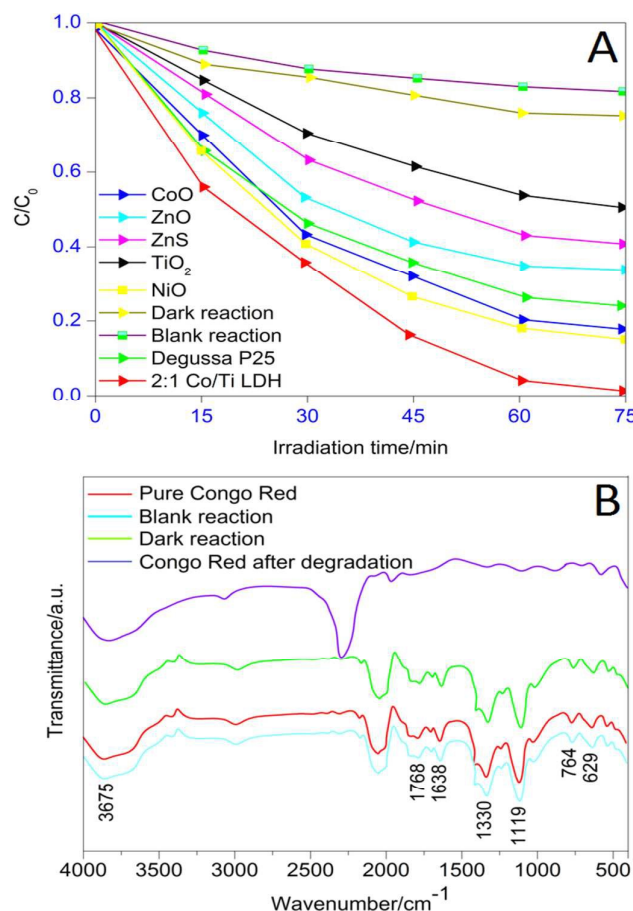 A
1.0
0.8
0.6
0.4
0.2
0.0
C/C0
CoO
ZnO
ZnS
TiO2
NiO
Dark reaction
Blank reaction
Degussa P25
2:1 Co/Ti LDH
0 15 30 45 60 75
Irradiation time/min
B
Pure Congo Red
Blank reaction
Dark reaction
Congo Red after degradation
Transmittance/a.u.
3675
1768
1638
1330
1119
764
629
4000 3500 3000 2500 2000 1500 1000 500
Wavenumber/cm-1